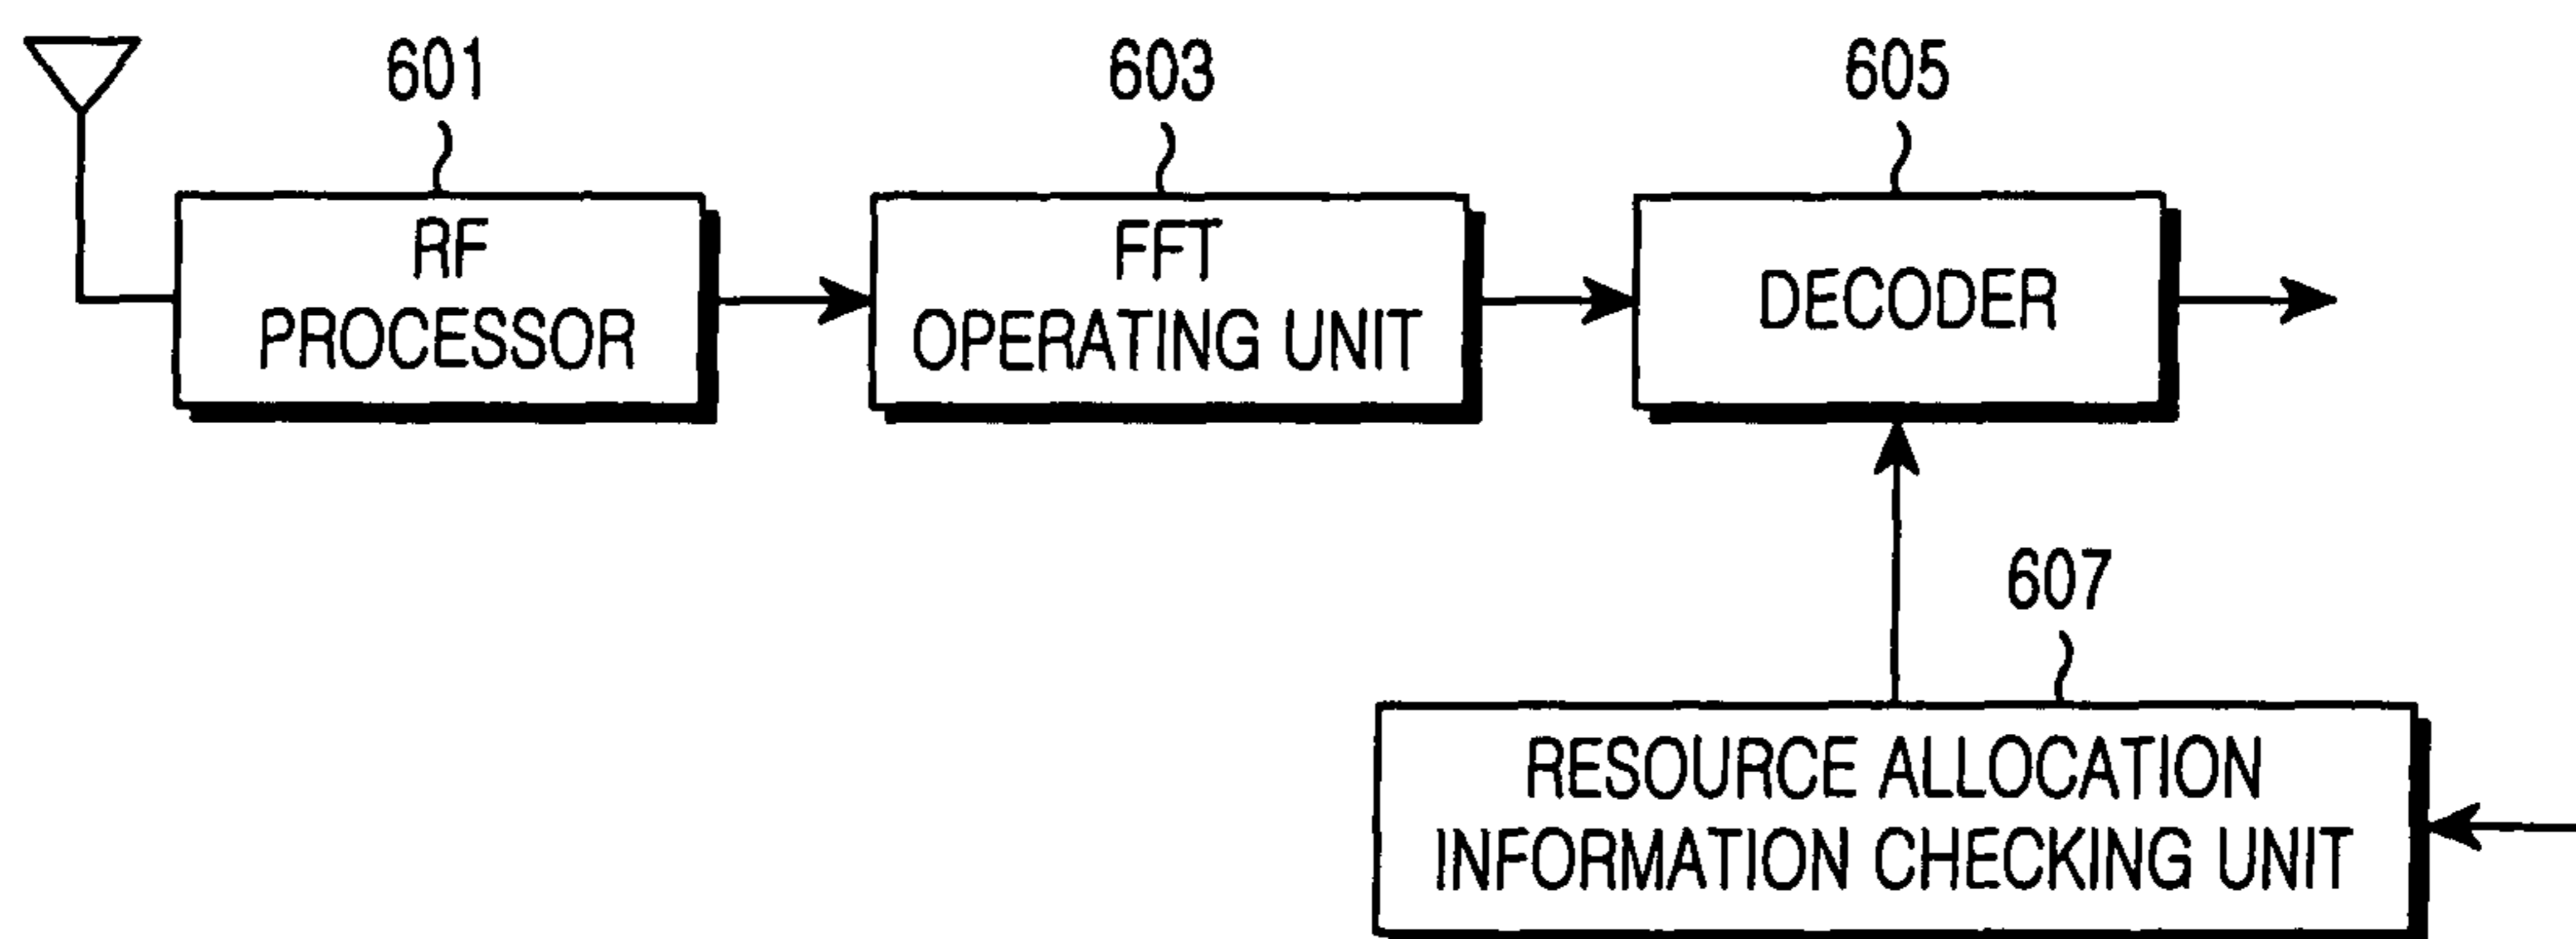 601
603
605
RF
PROCESSOR
FFT
OPERATING UNIT
DECODER
607
RESOURCE ALLOCATION
INFORMATION CHECKING UNIT